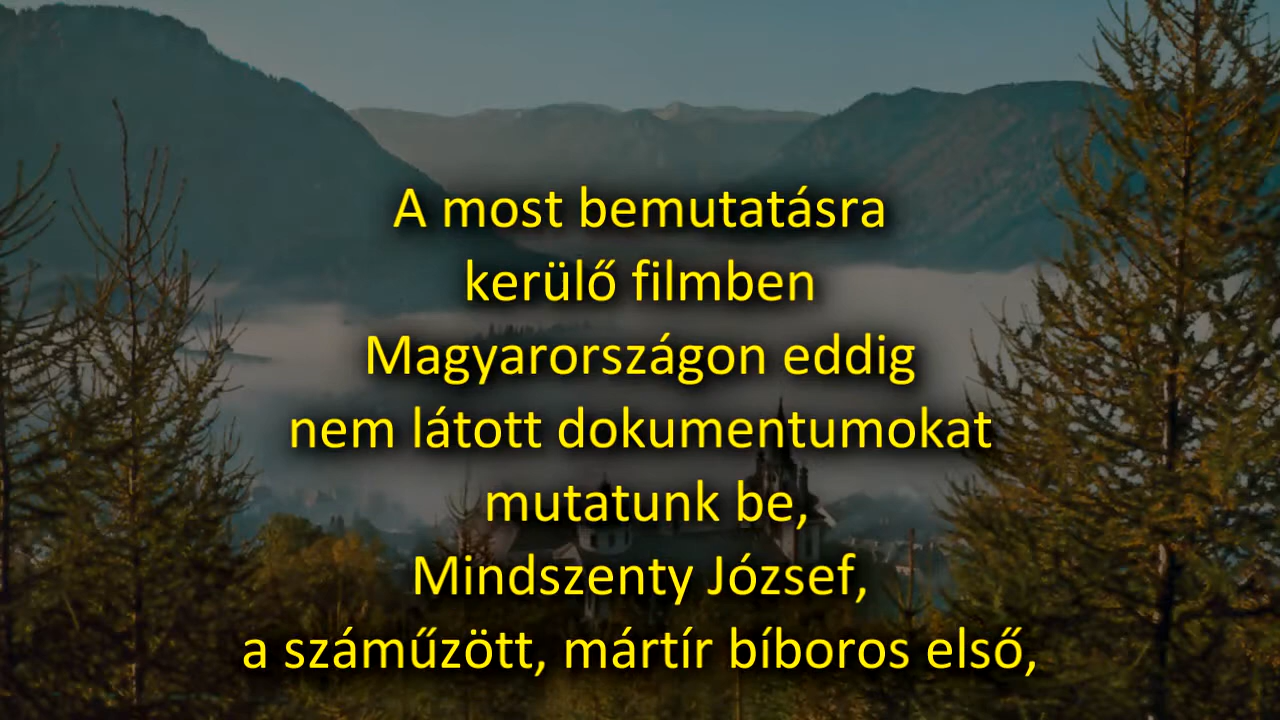 A most bemutatásra
kerülő filmben
Magyarországon eddig
nem látott dokumentumokat
mutatunk be,
Mindszenty József,
a száműzött, mártír bíboros első,